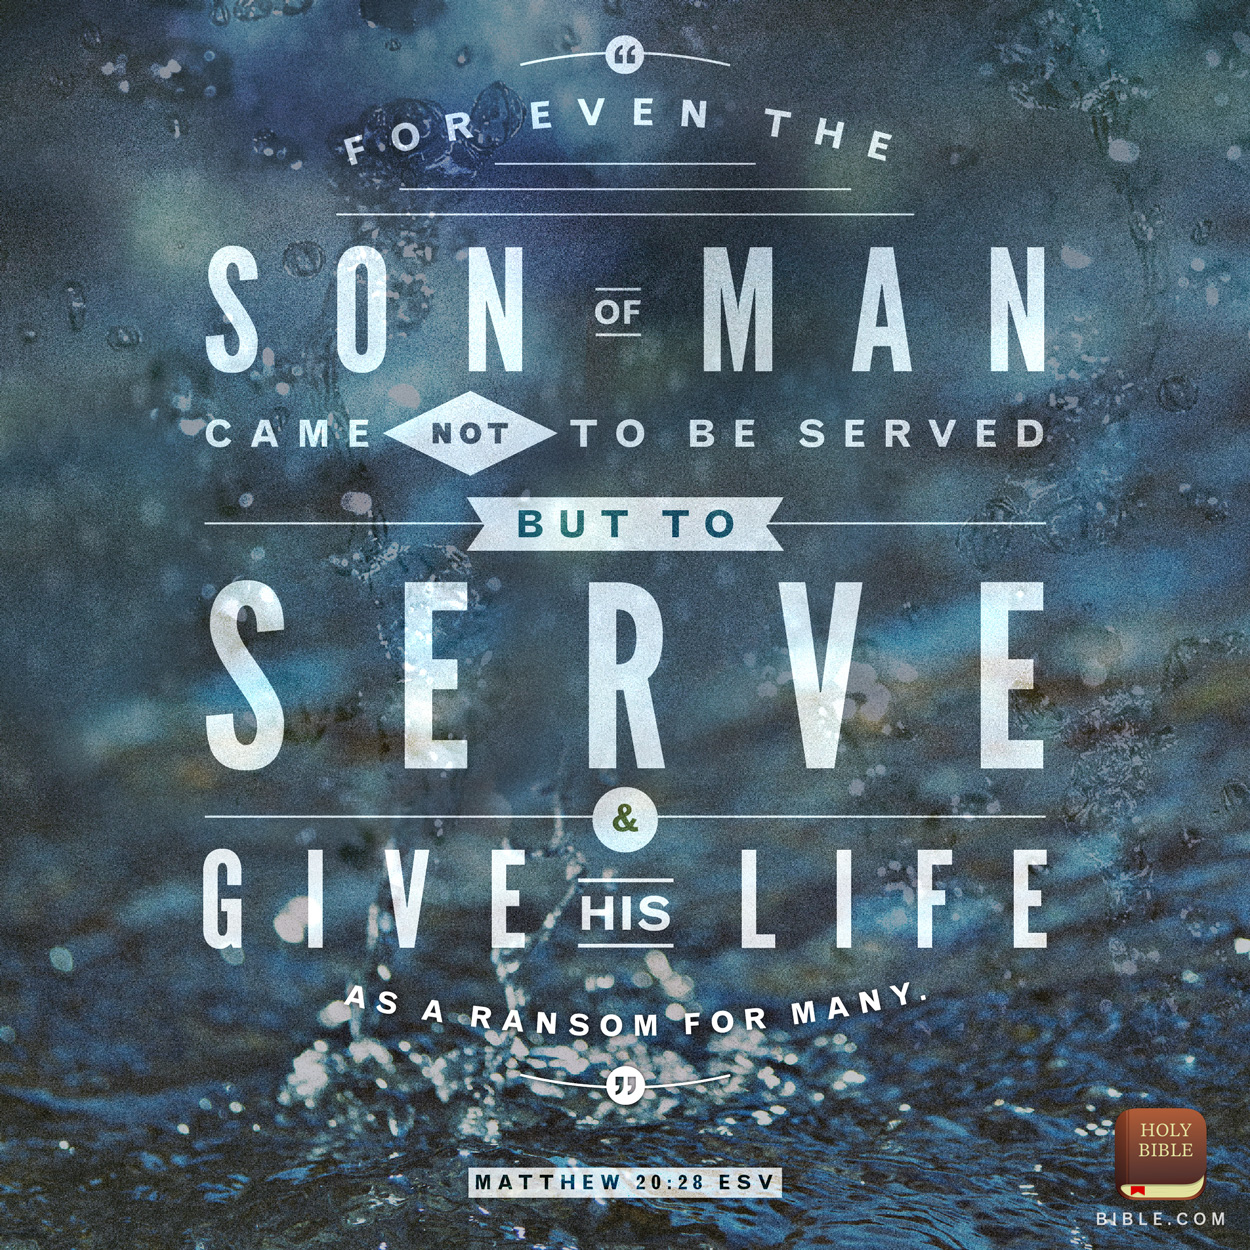 “
FOR EVEN THE
SON OF MAN
CAME NOT TO BE SERVED
BUT TO
SERVE
&
GIVE HIS LIFE
AS A RANSOM FOR MANY.
”
MATTHEW 20:28 ESV
HOLY
BIBLE
BIBLE.COM